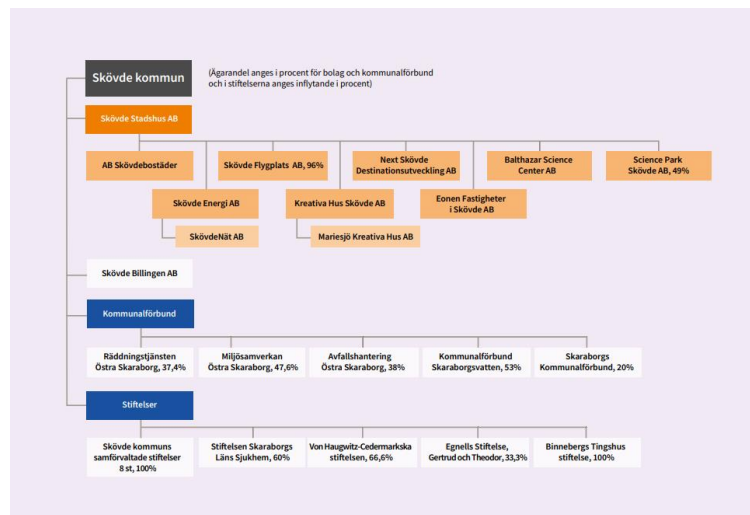 Skövde kommun
(Ägarandel anges i procent för bolag och kommunalförbund
och i stiftelserna anges inflytande i procent)
Skövde Stadshus AB
AB Skövdebostäder
Skövde Flygplats AB, 96%
Next Skövde
Destinationsutveckling AB
Balthazar Science
Center AB
Science Park
Skövde AB, 49%
Skövde Energi AB
Kreativa Hus Skövde AB
Eonen Fastigheter
i Skövde AB
SkövdeNät AB
Mariesjö Kreativa Hus AB
Skövde Billingen AB
Kommunalförbund
Räddningstjänsten
Östra Skaraborg, 37,4%
Miljösamverkan
Östra Skaraborg, 47,6%
Avfallshantering
Östra Skaraborg, 38%
Kommunalförbund
Skaraborgsvatten, 53%
Skaraborgs
Kommunalförbund, 20%
Stiftelser
Skövde kommuns
samförvaltade stiftelser
8 st, 100%
Stiftelsen Skaraborgs
Läns Sjukhem, 60%
Von Haugwitz-Cedermarkska
stiftelsen, 66,6%
Egnells Stiftelse,
Gertrud och Theodor, 33,3%
Binnebergs Tingshus
stiftelse, 100%